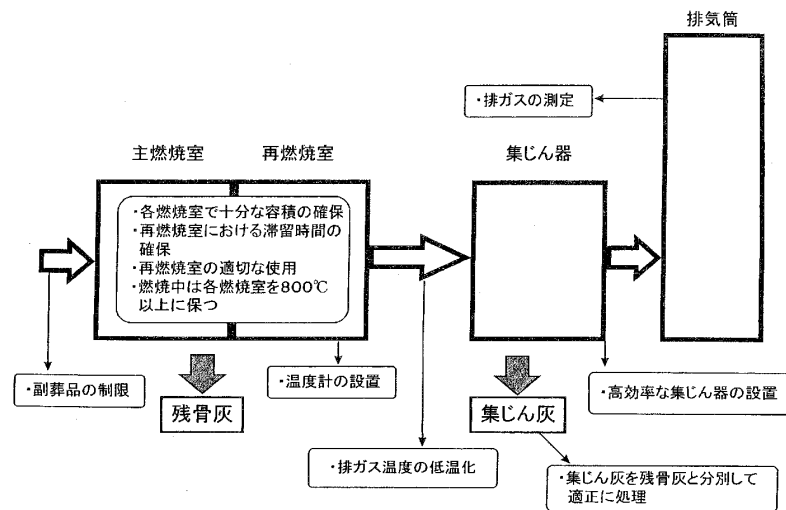 排気筒
・排ガスの測定
主燃焼室
再燃焼室
集じん器
・各燃焼室で十分な容積の確保
・再燃焼室における滞留時間の
確保
・再燃焼室の適切な使用
・燃焼中は各燃焼室を800℃
以上に保つ
・副葬品の制限
残骨灰
・温度計の設置
集じん灰
・高効率な集じん器の設置
・排ガス温度の低温化
・集じん灰を残骨灰と分別して
適正に処理